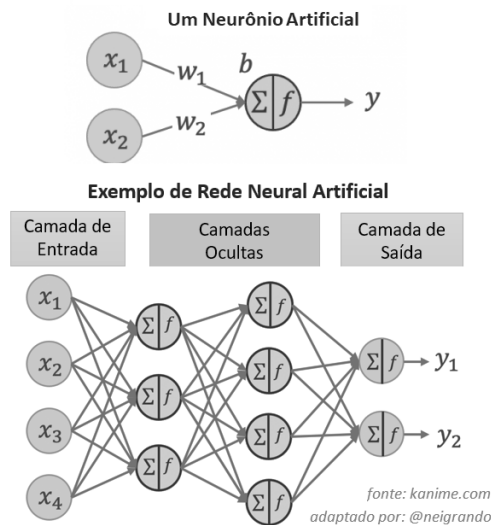 Um Neurônio Artificial
x₁ w₁ b
Σ f y
x₂ w₂
Exemplo de Rede Neural Artificial
Camada de Entrada
Camadas Ocultas
Camada de Saída
x₁
Σ f
Σ f
x₂
Σ f
Σ f y₁
Σ f
x₃
Σ f
Σ f y₂
Σ f
x₄
Σ f
fonte: kanime.com
adaptado por: @neigrando